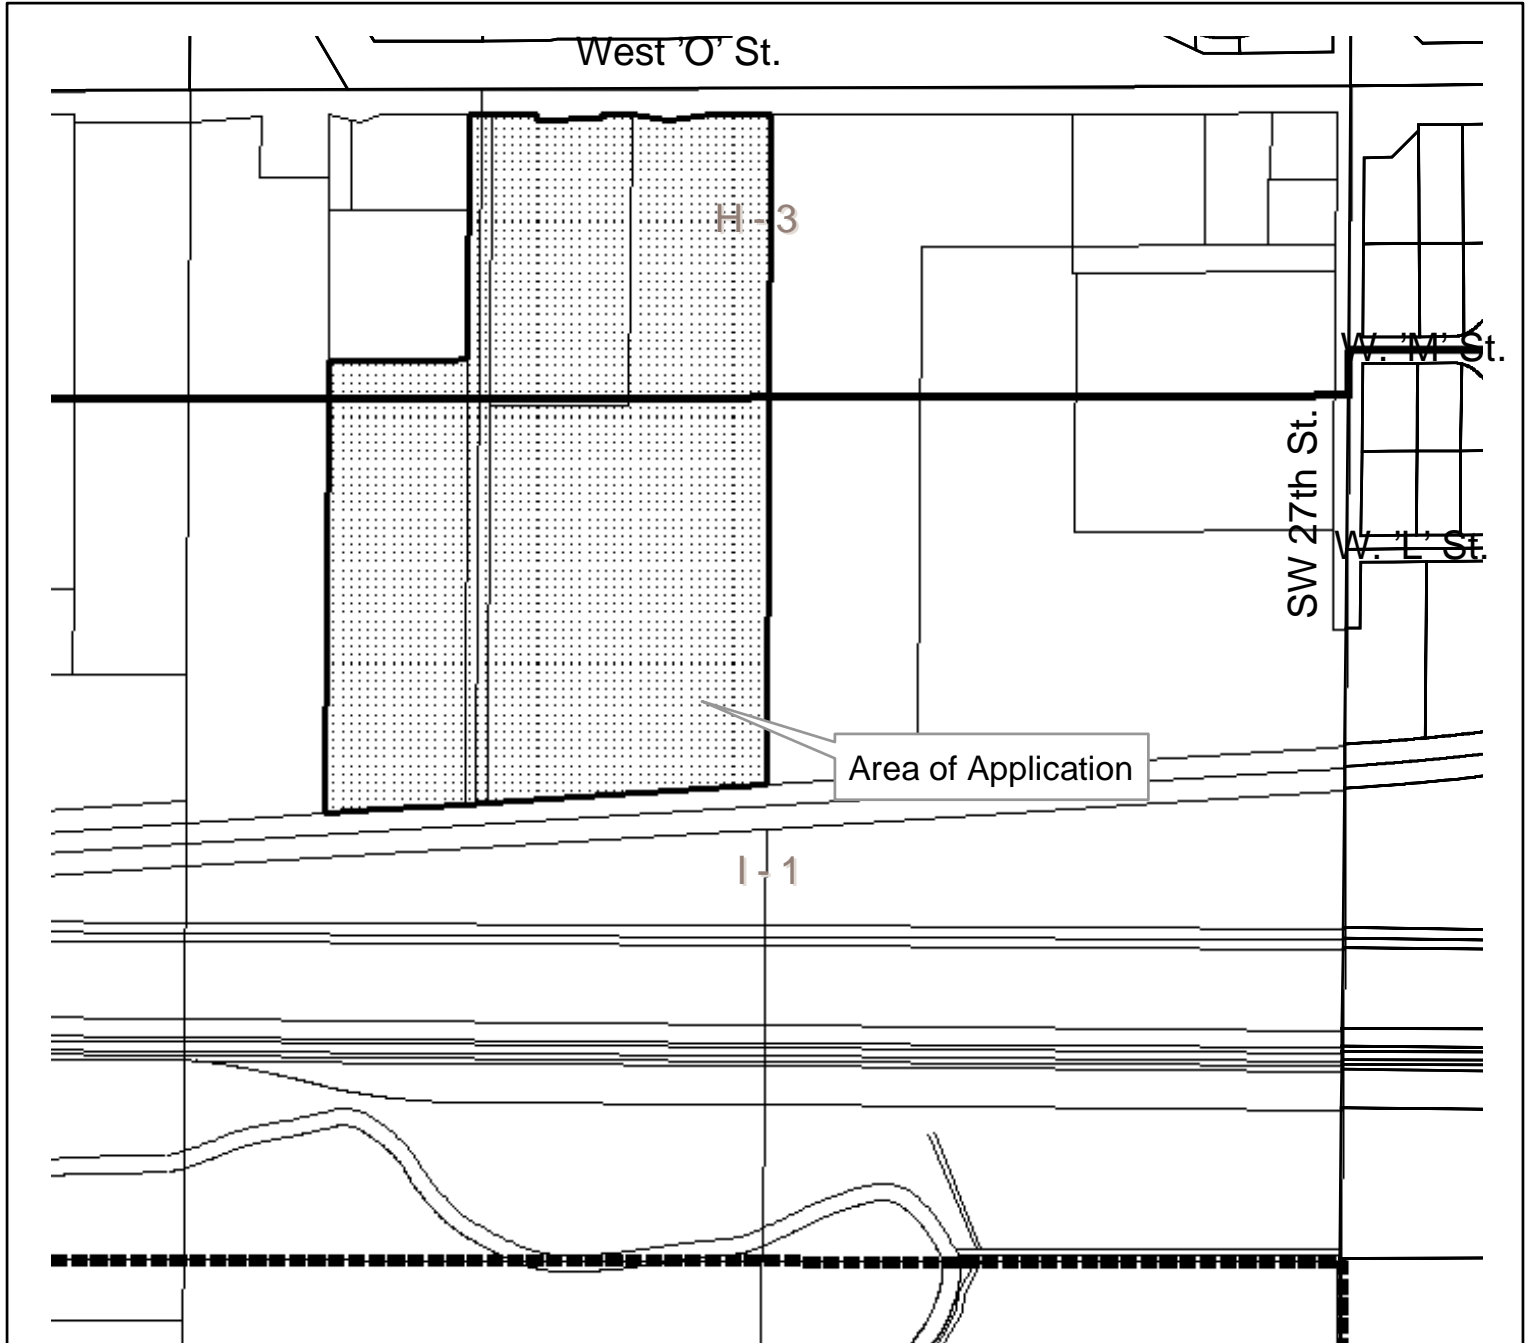 West 'O' St.
H - 3
W. 'M' St.
SW 27th St.
W. 'L' St.
Area of Application
I - 1